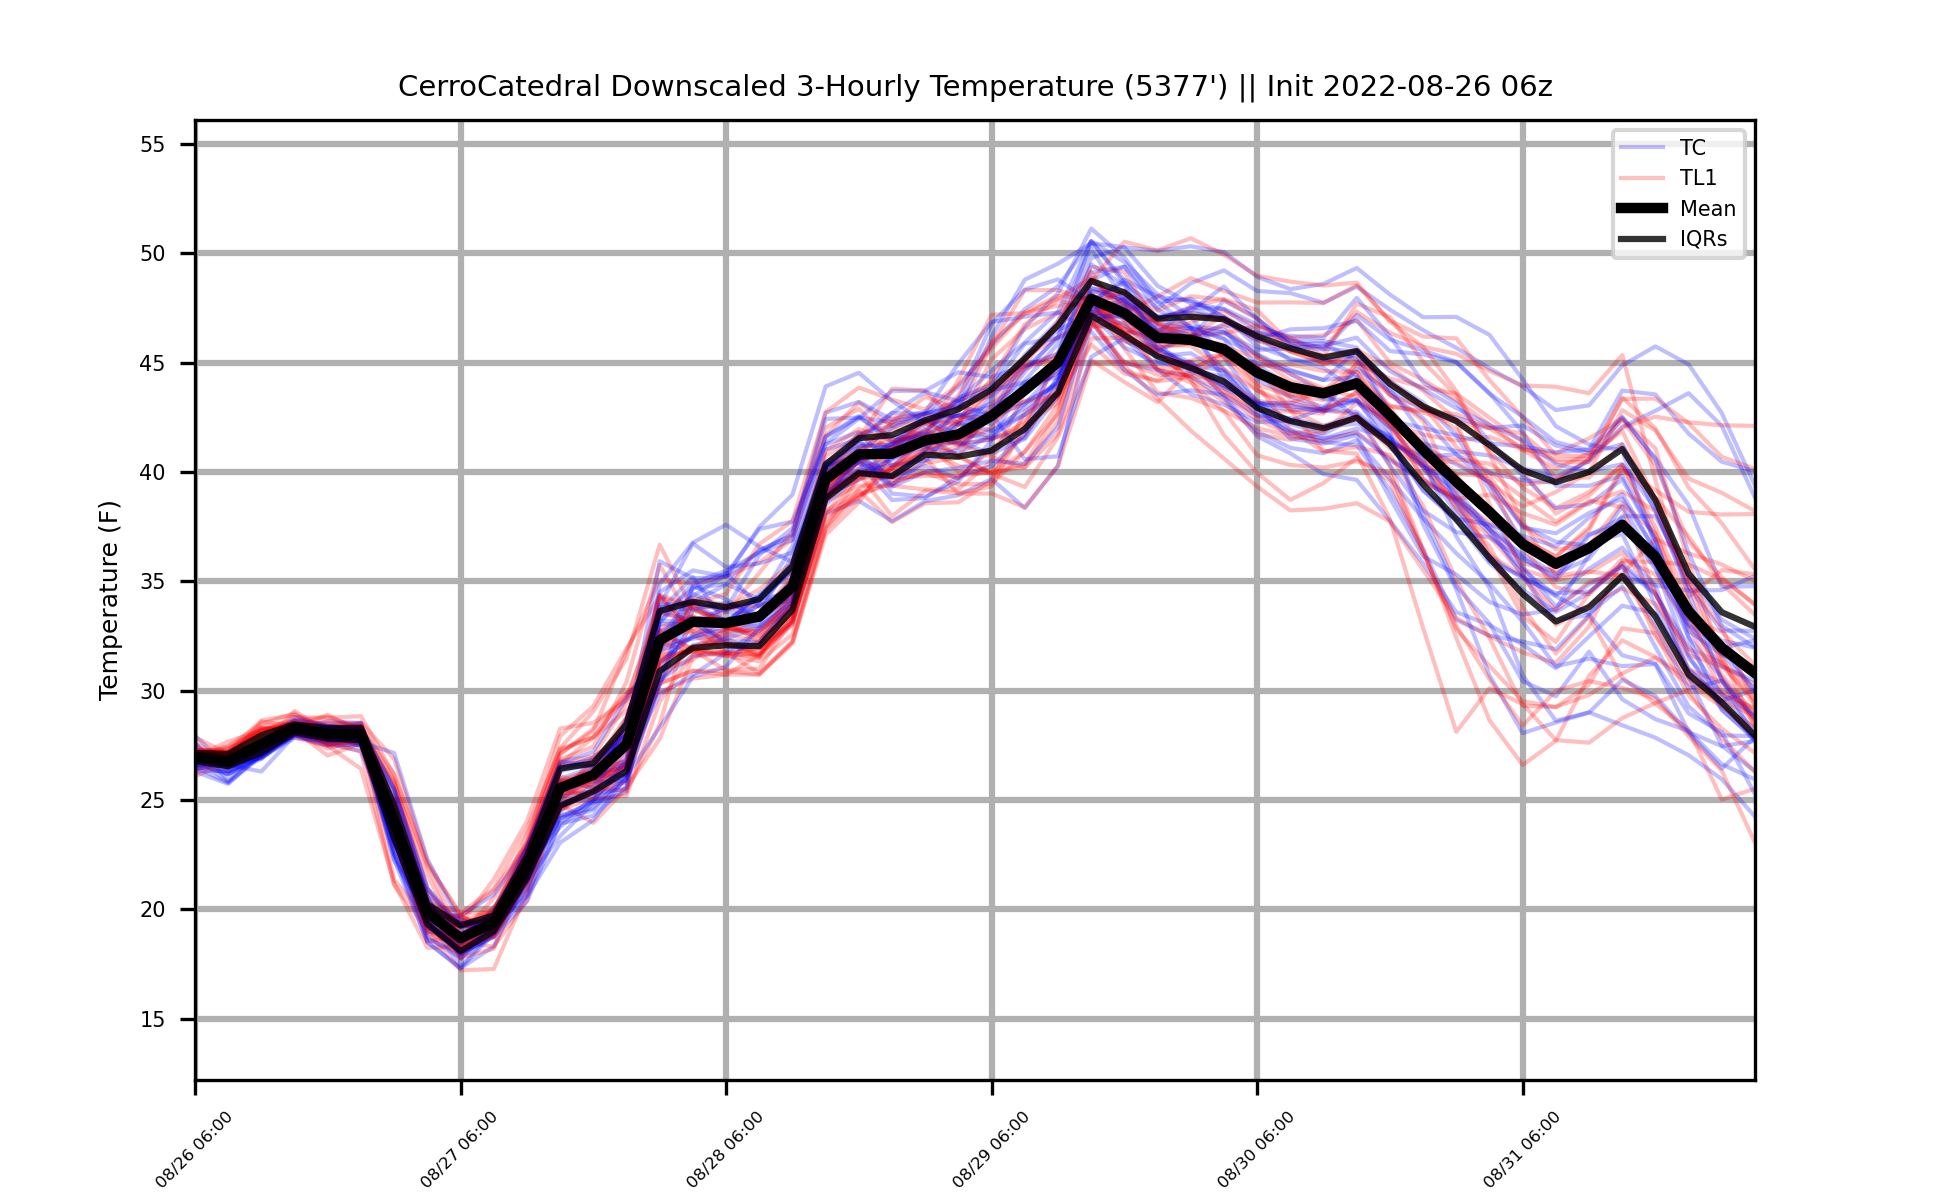 CerroCatedral Downscaled 3-Hourly Temperature (5377') || Init 2022-08-26 06z
TC
TL1
Mean
IQRs
Temperature (F)
55
50
45
40
35
30
25
20
15
08/26 06:00
08/27 06:00
08/28 06:00
08/29 06:00
08/30 06:00
08/31 06:00